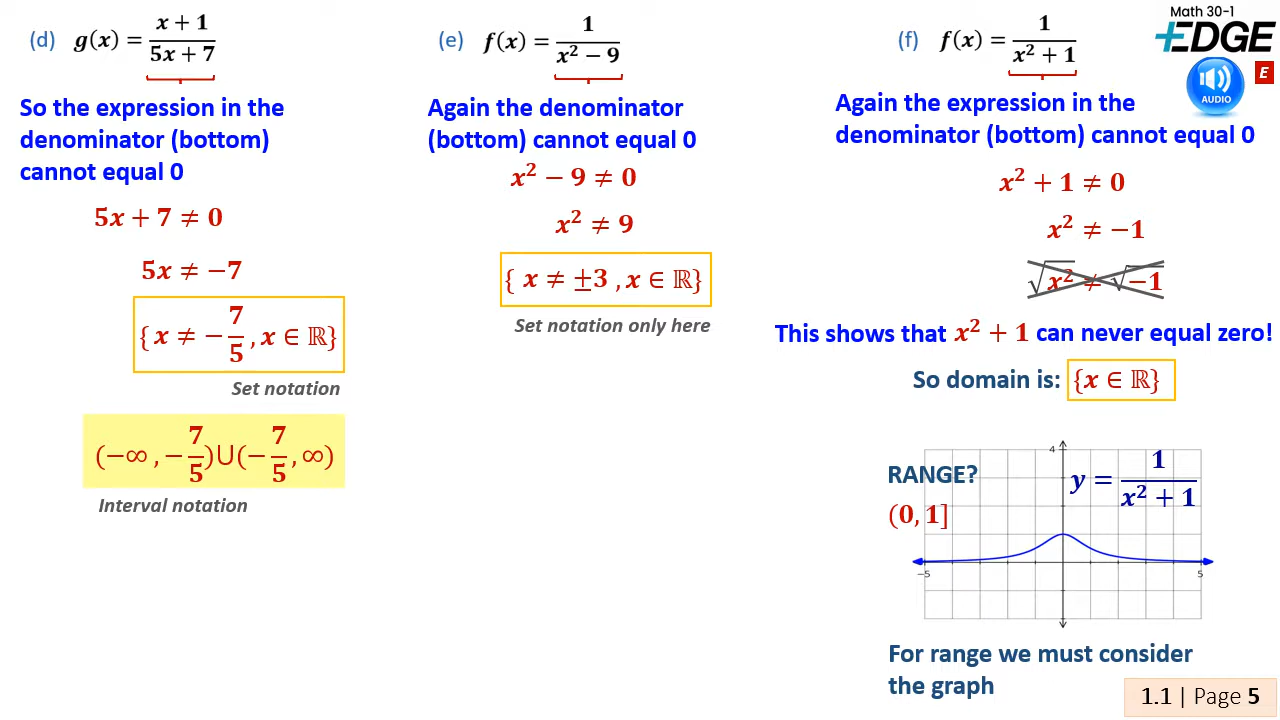 (d) g(x) = (x + 1)/(5x + 7)
So the expression in the
denominator (bottom)
cannot equal 0
5x + 7 ≠ 0
5x ≠ −7
{ x ≠ −7/5 , x ∈ ℝ}
Set notation
(−∞ , −7/5)∪(−7/5 , ∞)
Interval notation
(e) f(x) = 1/(x² − 9)
Again the denominator
(bottom) cannot equal 0
x² − 9 ≠ 0
x² ≠ 9
{ x ≠ ±3 , x ∈ ℝ}
Set notation only here
(f) f(x) = 1/(x² + 1)
Again the expression in the
denominator (bottom) cannot equal 0
x² + 1 ≠ 0
x² ≠ −1
√x² ≠ √−1
This shows that x² + 1 can never equal zero!
So domain is: {x ∈ ℝ}
RANGE?
(0, 1]
y = 1/(x² + 1)
4
−5
5
For range we must consider
the graph
Math 30-1
EDGE
AUDIO
E
1.1 | Page 5